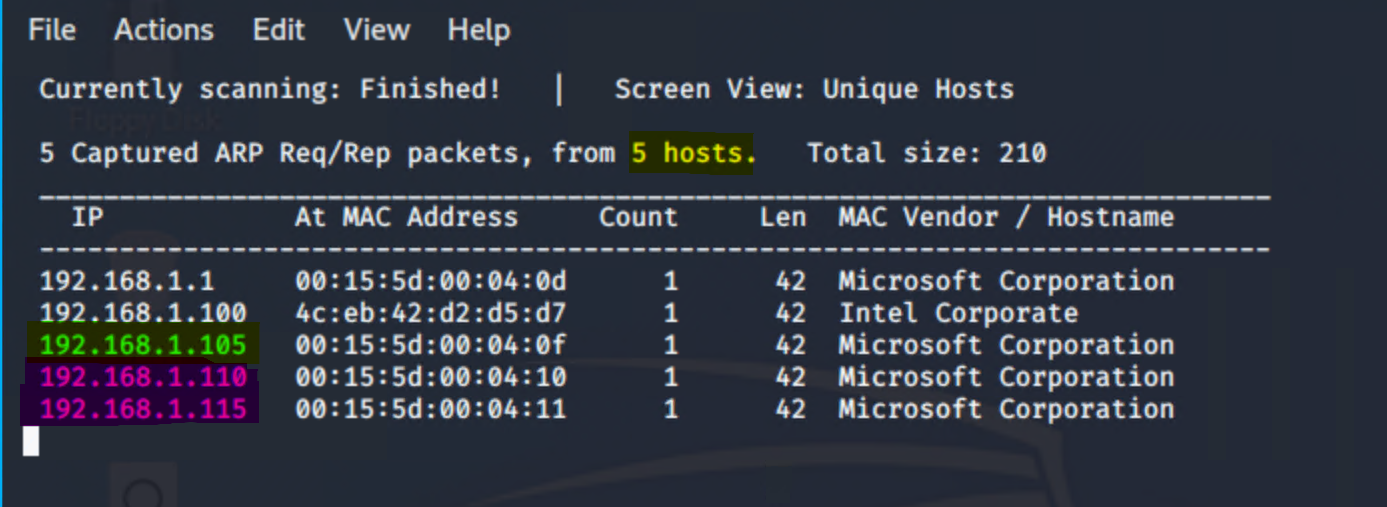 File Actions Edit View Help
Currently scanning: Finished! | Screen View: Unique Hosts
Floppy Disk
5 Captured ARP Req/Rep packets, from 5 hosts. Total size: 210
_____________________________________________________________________________
IP At MAC Address Count Len MAC Vendor / Hostname
-----------------------------------------------------------------------------
192.168.1.1 00:15:5d:00:04:0d 1 42 Microsoft Corporation
192.168.1.100 4c:eb:42:d2:d5:d7 1 42 Intel Corporate
192.168.1.105 00:15:5d:00:04:0f 1 42 Microsoft Corporation
192.168.1.110 00:15:5d:00:04:10 1 42 Microsoft Corporation
192.168.1.115 00:15:5d:00:04:11 1 42 Microsoft Corporation